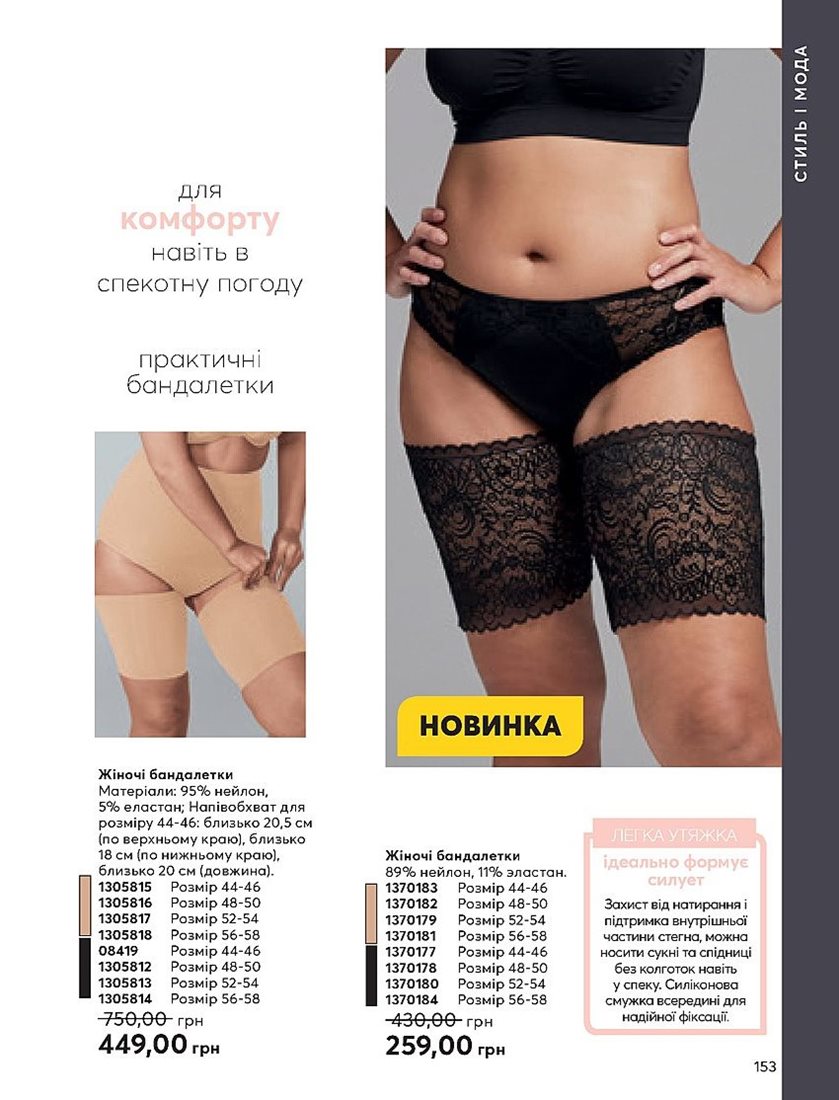 СТИЛЬ І МОДА
для
комфорту
навіть в
спекотну погоду
практичні
бандалетки
НОВИНКА
Жіночі бандалетки
Матеріали: 95% нейлон,
5% еластан; Напівобхват для
розміру 44-46: близько 20,5 см
(по верхньому краю), близько
18 см (по нижньому краю),
близько 20 см (довжина).
1305815 Розмір 44-46
1305816 Розмір 48-50
1305817 Розмір 52-54
1305818 Розмір 56-58
08419 Розмір 44-46
1305812 Розмір 48-50
1305813 Розмір 52-54
1305814 Розмір 56-58
750,00 грн
449,00 грн
Жіночі бандалетки
89% нейлон, 11% эластан.
1370183 Розмір 44-46
1370182 Розмір 48-50
1370179 Розмір 52-54
1370181 Розмір 56-58
1370177 Розмір 44-46
1370178 Розмір 48-50
1370180 Розмір 52-54
1370184 Розмір 56-58
430,00 грн
259,00 грн
ЛЕГКА УТЯЖКА
ідеально формує
силует
Захист від натирання і
підтримка внутрішньої
частини стегна, можна
носити сукні та спідниці
без колготок навіть
у спеку. Силіконова
смужка всередині для
надійної фіксації.
153